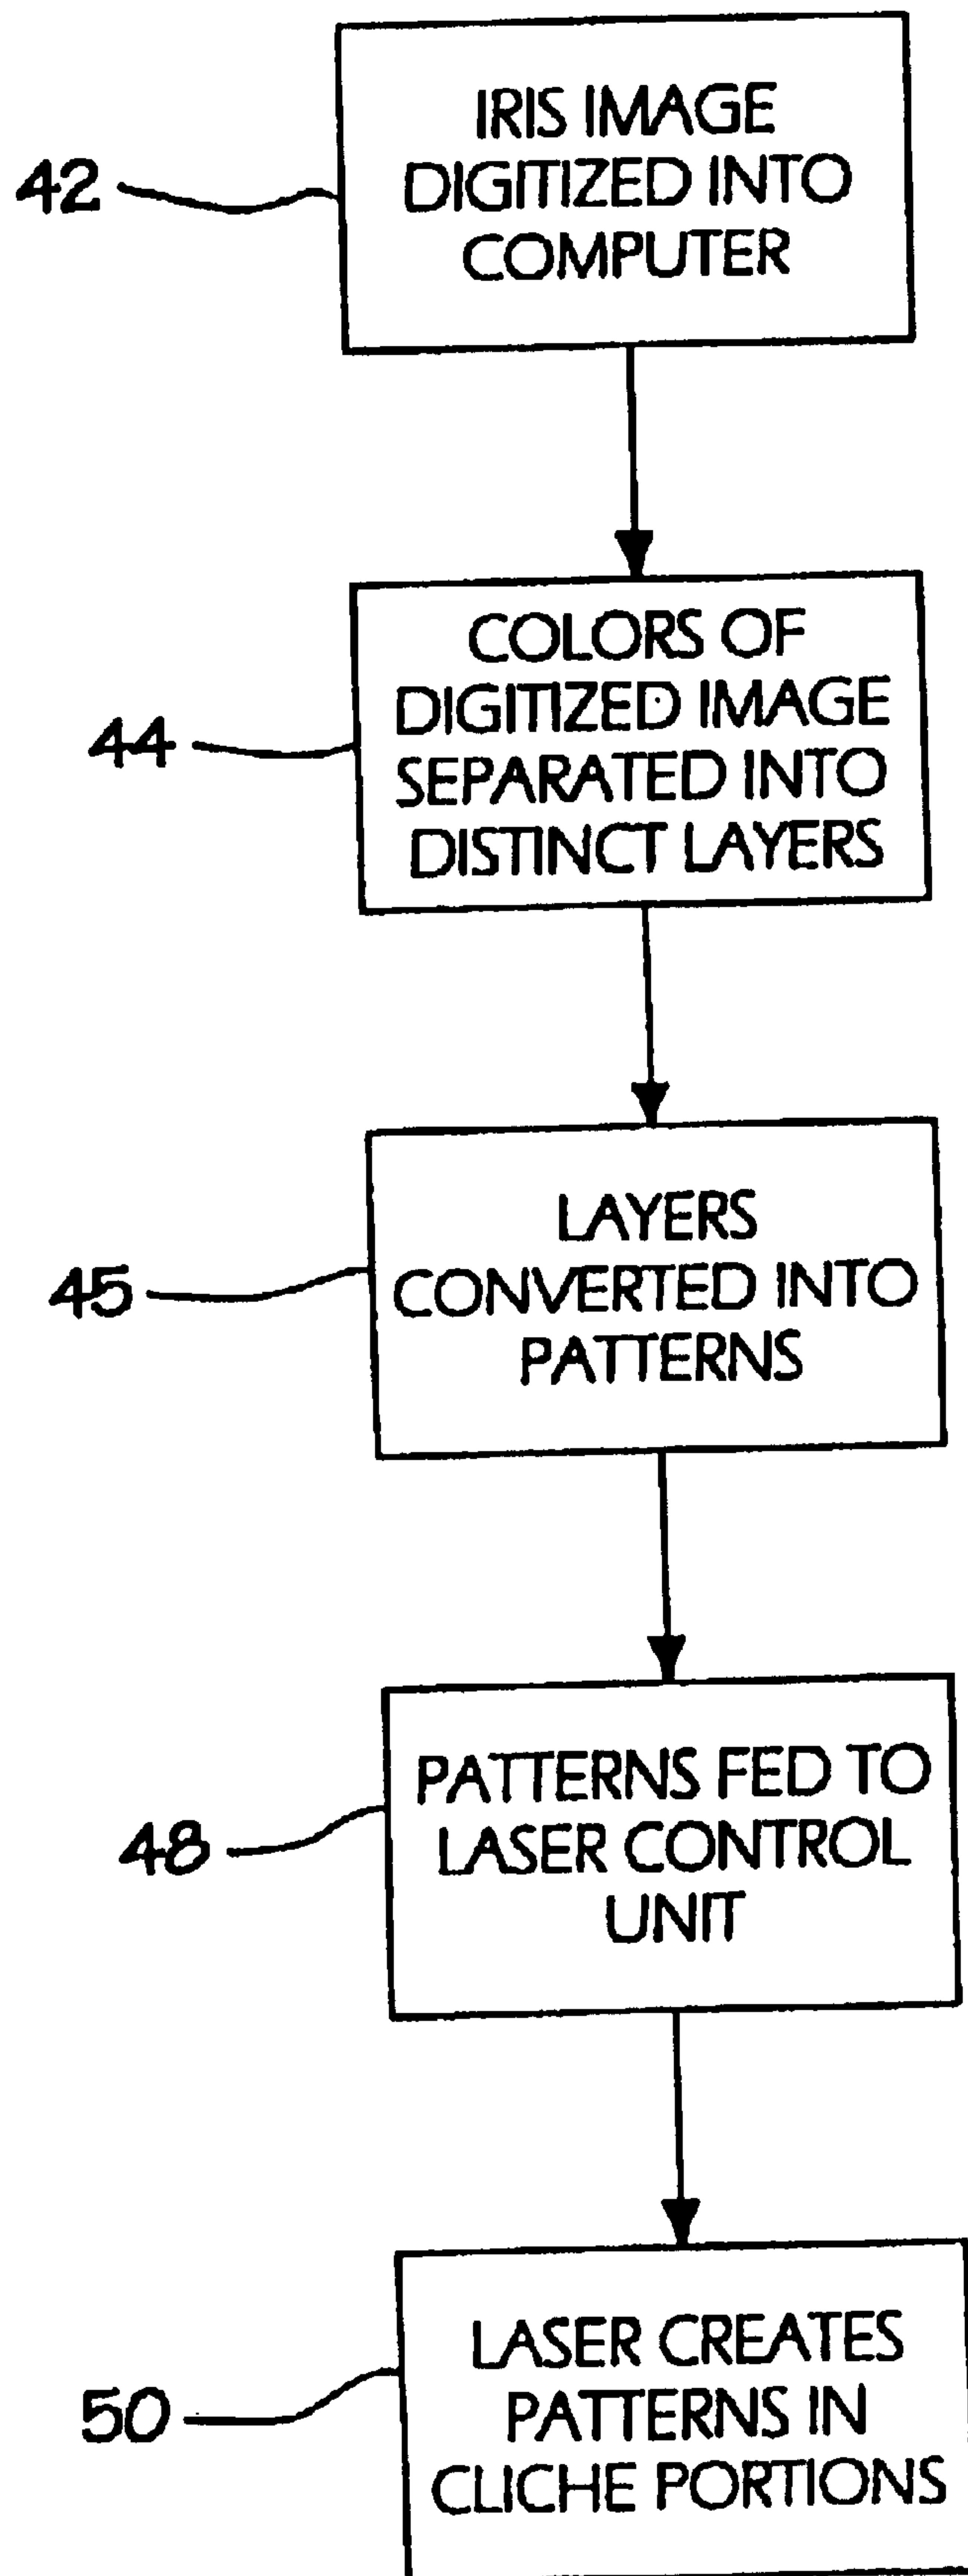 IRIS IMAGE
42
DIGITIZED INTO
COMPUTER
COLORS OF
DIGITIZED IMAGE
44
SEPARATED INTO
DISTINCT LAYERS
LAYERS
45
CONVERTED INTO
PATTERNS
PATTERNS FED TO
48
LASER CONTROL
UNIT
LASER CREATES
50
PATTERNS IN
CLICHE PORTIONS